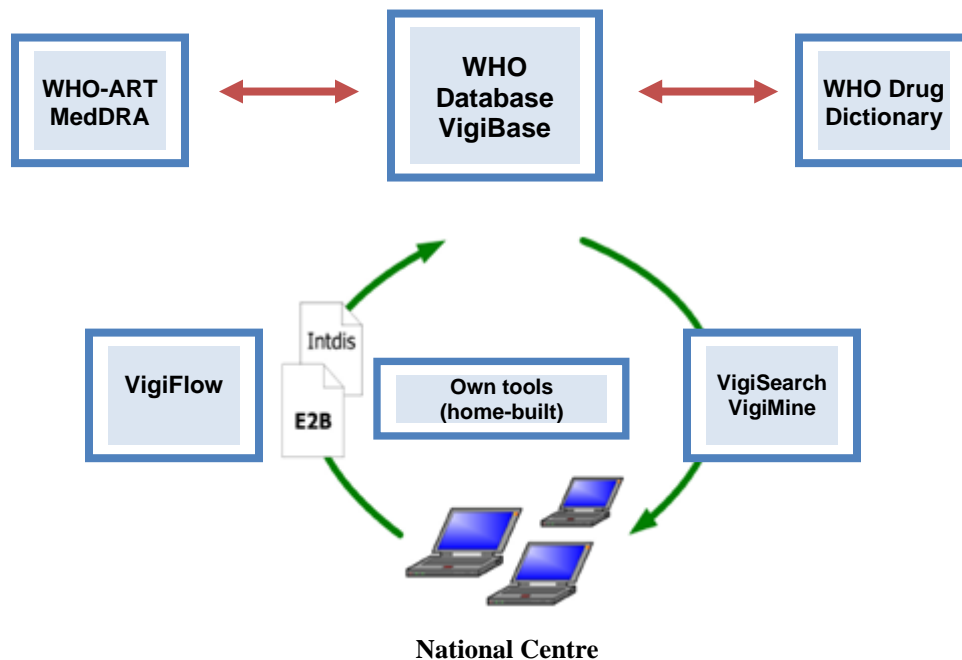 WHO-ART
MedDRA
WHO
Database
VigiBase
WHO Drug
Dictionary
Intdis
E2B
VigiFlow
Own tools
(home-built)
VigiSearch
VigiMine
National Centre